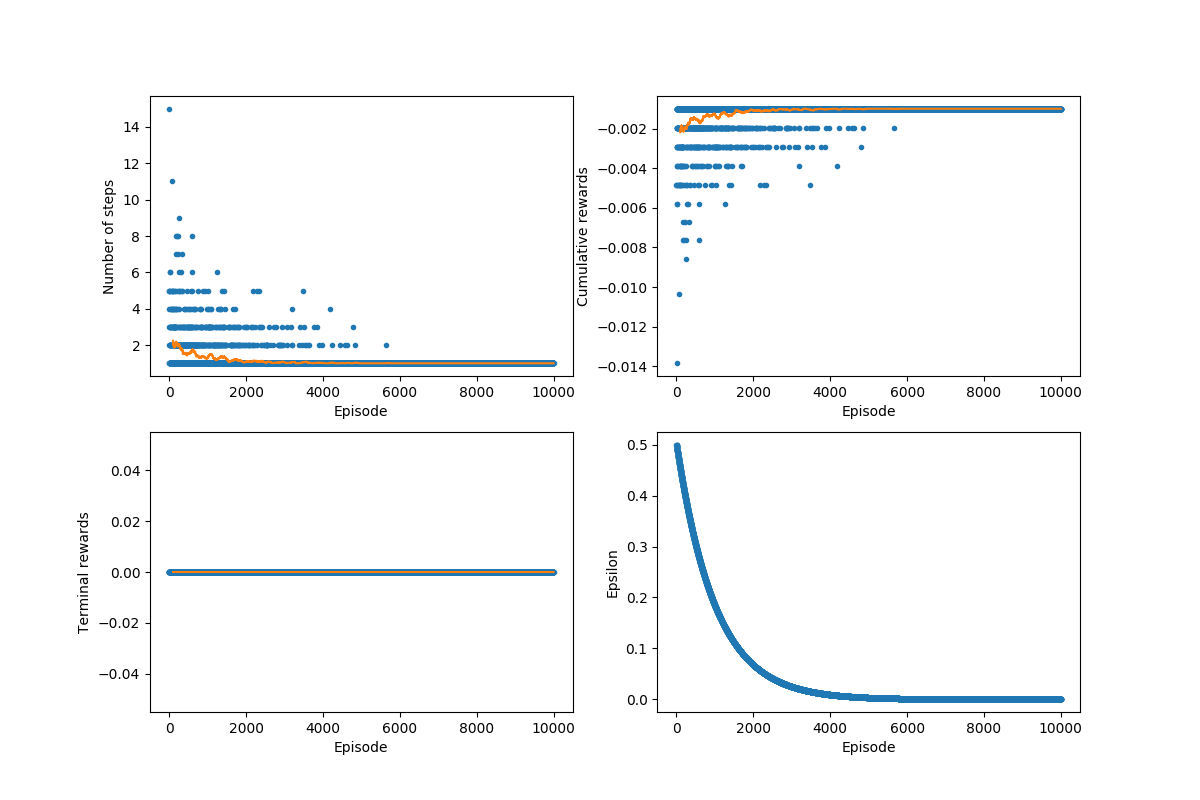 14
12
10
8
6
4
2
Number of steps
0 2000 4000 6000 8000 10000
Episode
−0.002
−0.004
−0.006
−0.008
−0.010
−0.012
−0.014
Cumulative rewards
0 2000 4000 6000 8000 10000
Episode
0.04
0.02
0.00
−0.02
−0.04
Terminal rewards
0 2000 4000 6000 8000 10000
Episode
0.5
0.4
0.3
0.2
0.1
0.0
Epsilon
0 2000 4000 6000 8000 10000
Episode